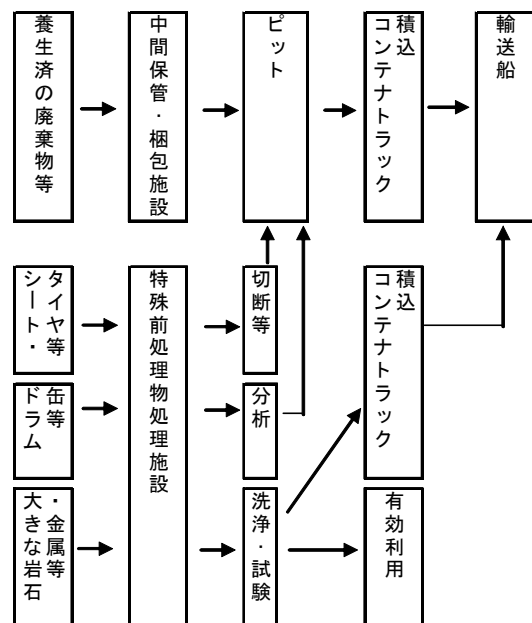 養生済の廃棄物等
中間保管・梱包施設
ピット
コンテナトラック
積込
輸送船
シート・
タイヤ等
ドラム
缶等
大きな岩石
・金属等
特殊前処理物処理施設
切断等
分析
洗浄・試験
コンテナトラック
積込
有効利用